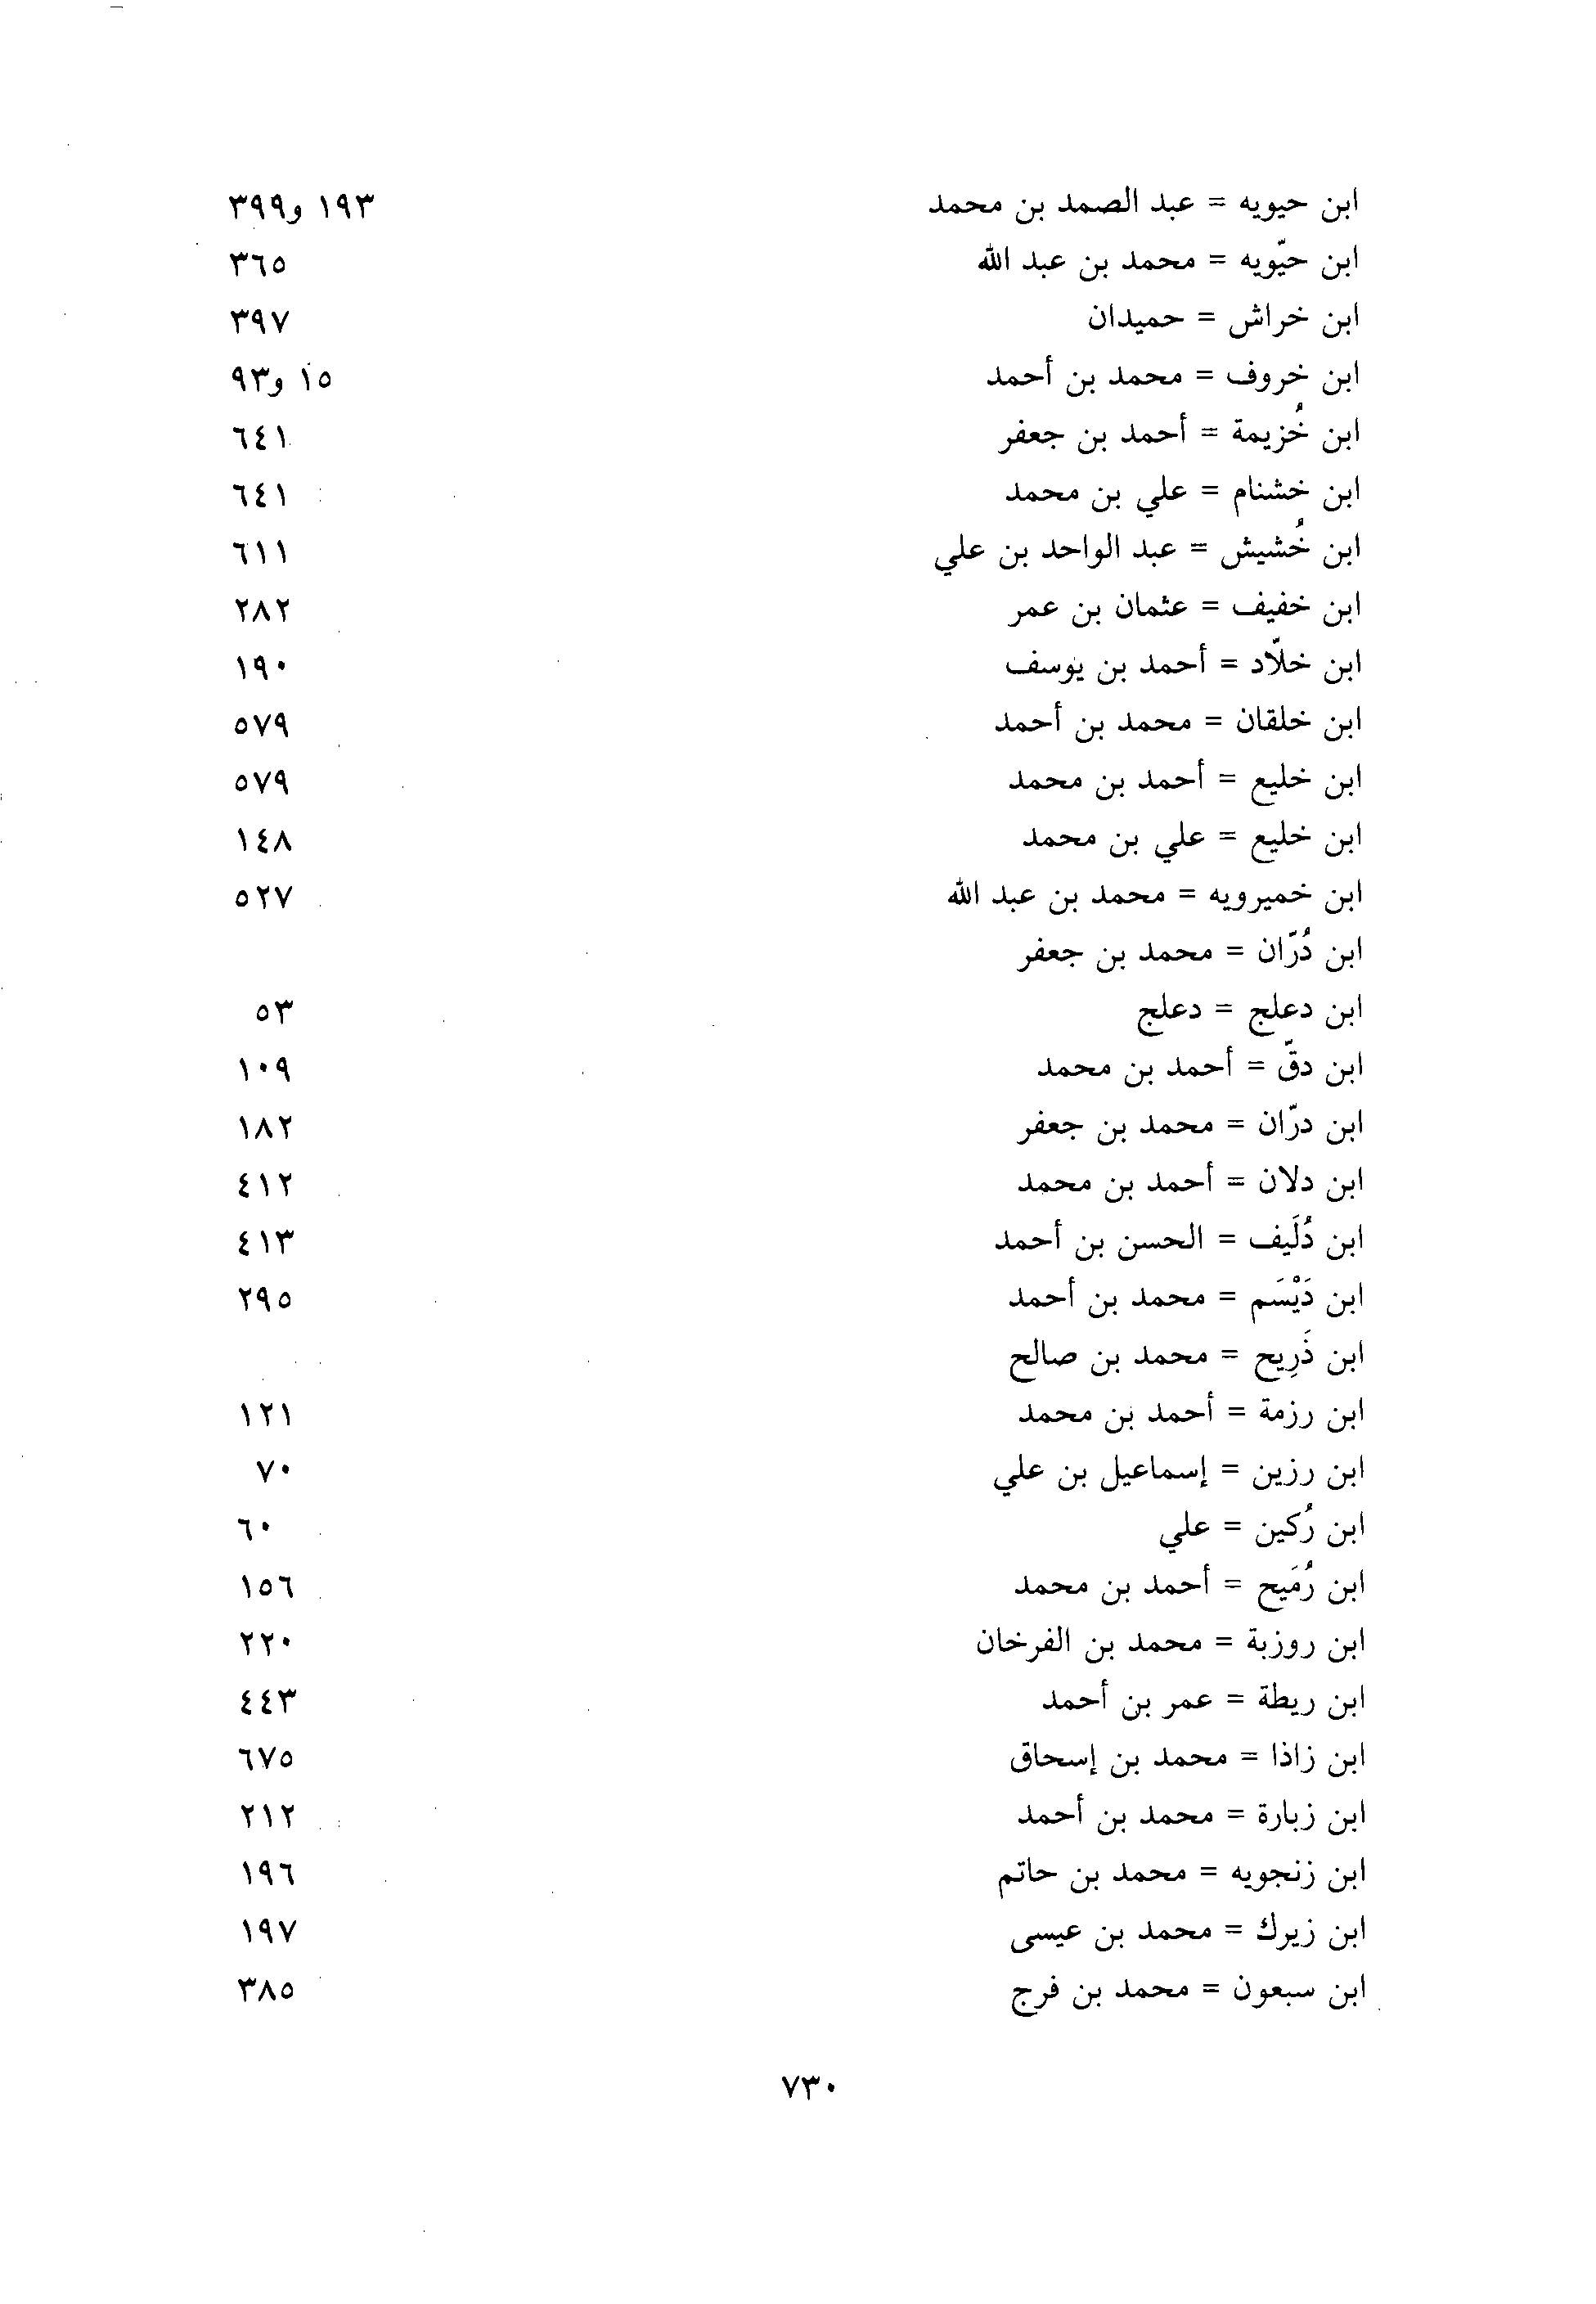 ابن حيويه = عبد الصمد بن محمد ١٩٣ و٣٩٩
ابن حيّويه = محمد بن عبد الله ٣٦٥
ابن خراش = حميدان ٣٩٧
ابن خروف = محمد بن أحمد ١٥ و٩٣
ابن خُزيمة = أحمد بن جعفر ٦٤١
ابن خشنام = علي بن محمد ٦٤١
ابن خُشيش = عبد الواحد بن علي ٦١١
ابن خفيف = عثمان بن عمر ٢٨٢
ابن خلّاد = أحمد بن يوسف ١٩٠
ابن خلقان = محمد بن أحمد ٥٧٩
ابن خليع = أحمد بن محمد ٥٧٩
ابن خليع = علي بن محمد ١٤٨
ابن خميرويه = محمد بن عبد الله ٥٢٧
ابن دُرّان = محمد بن جعفر
ابن دعلج = دعلج ٥٣
ابن دقّ = أحمد بن محمد ١٠٩
ابن درّان = محمد بن جعفر ١٨٢
ابن دلان = أحمد بن محمد ٤١٢
ابن دُلَيف = الحسن بن أحمد ٤١٣
ابن دَيْسَم = محمد بن أحمد ٢٩٥
ابن ذَرِيح = محمد بن صالح
ابن رزمة = أحمد بن محمد ١٢١
ابن رزين = إسماعيل بن علي ٧٠
ابن رُكين = علي ٦٠
ابن رُمَيح = أحمد بن محمد ١٥٦
ابن روزبة = محمد بن الفرخان ٢٢٠
ابن ريطة = عمر بن أحمد ٤٤٣
ابن زاذا = محمد بن إسحاق ٦٧٥
ابن زبارة = محمد بن أحمد ٢١٢
ابن زنجويه = محمد بن حاتم ١٩٦
ابن زيرك = محمد بن عيسى ١٩٧
ابن سبعون = محمد بن فرج ٣٨٥
٧٣٠